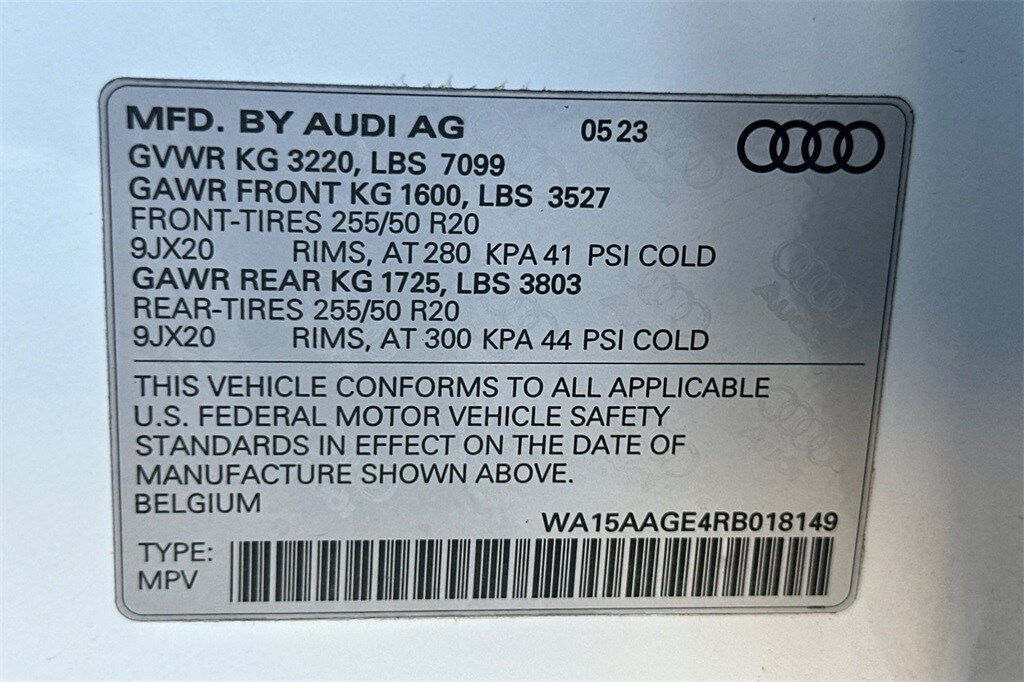 MFD. BY AUDI AG 05 23
GVWR KG 3220, LBS 7099
GAWR FRONT KG 1600, LBS 3527
FRONT-TIRES 255/50 R20
9JX20 RIMS, AT 280 KPA 41 PSI COLD
GAWR REAR KG 1725, LBS 3803
REAR-TIRES 255/50 R20
9JX20 RIMS, AT 300 KPA 44 PSI COLD
THIS VEHICLE CONFORMS TO ALL APPLICABLE
U.S. FEDERAL MOTOR VEHICLE SAFETY
STANDARDS IN EFFECT ON THE DATE OF
MANUFACTURE SHOWN ABOVE.
BELGIUM
WA15AAGE4RB018149
TYPE:
MPV